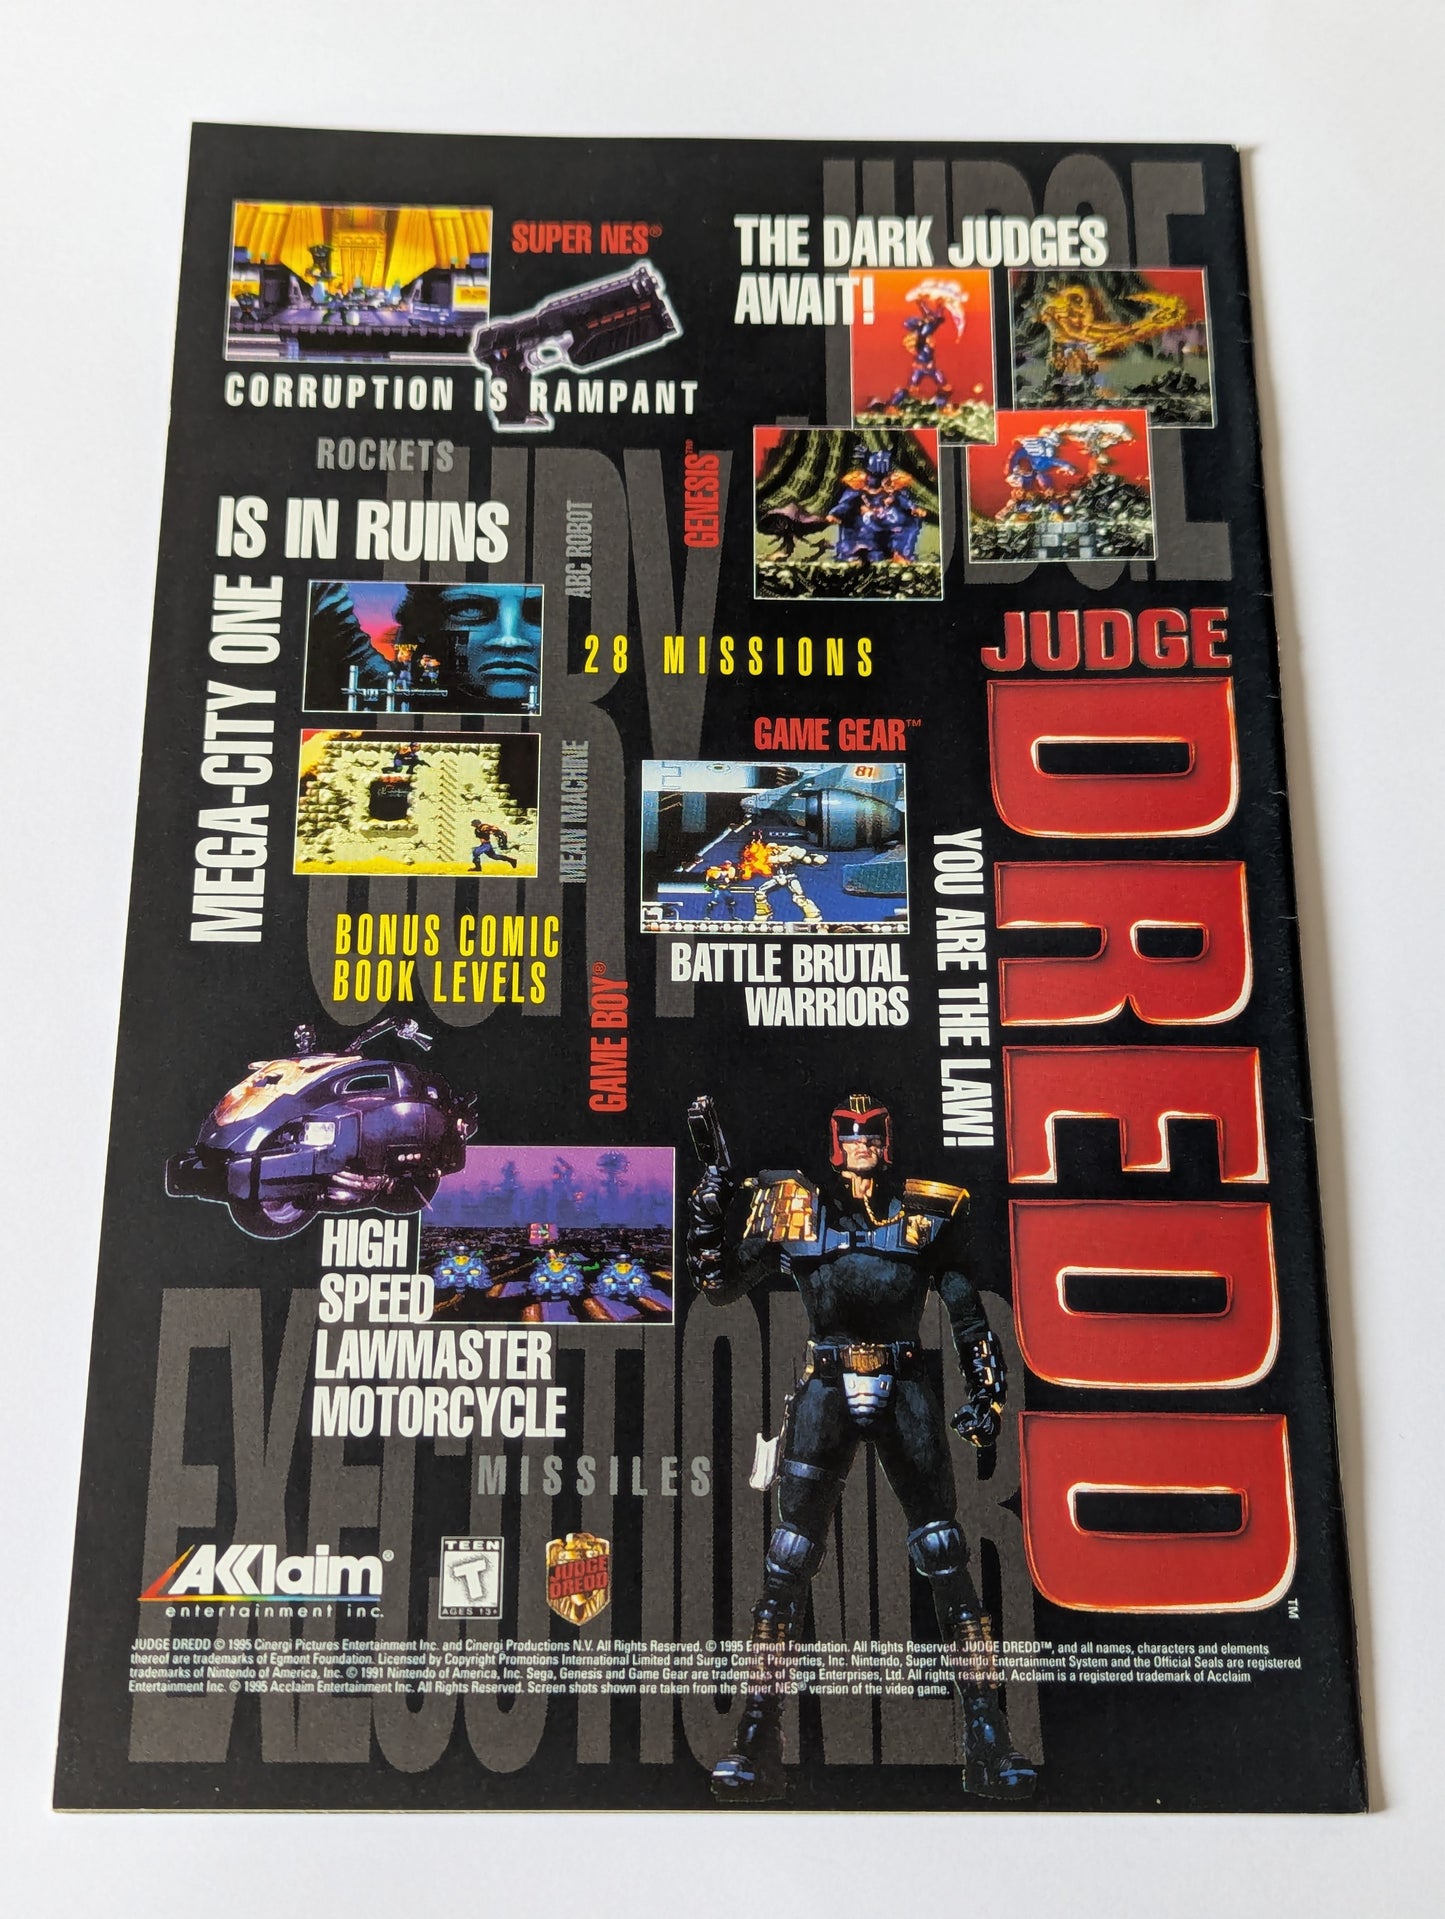 JUDGE
JURY
EXECUTIONER
SUPER NES®
CORRUPTION IS RAMPANT
THE DARK JUDGES
AWAIT!
ROCKETS
GENESIS™
ABC ROBOT
MEGA-CITY ONE
IS IN RUINS
GUILTY
28 MISSIONS
GAME GEAR™
81
MEAN MACHINE
BONUS COMIC
BOOK LEVELS
BATTLE BRUTAL
WARRIORS
GAME BOY®
JUDGE
DREDD™
YOU ARE THE LAW!
HIGH
SPEED
LAWMASTER
MOTORCYCLE
MISSILES
AKKlaim®
entertainment inc.
TEEN
T
AGES 13+
JUDGE
DREDD
JUDGE DREDD © 1995 Cinergi Pictures Entertainment Inc. and Cinergi Productions N.V. All Rights Reserved. © 1995 Egmont Foundation. All Rights Reserved. JUDGE DREDD™, and all names, characters and elements
thereof are trademarks of Egmont Foundation. Licensed by Copyright Promotions International Limited and Surge Comic Properties, Inc. Nintendo, Super Nintendo Entertainment System and the Official Seals are registered
trademarks of Nintendo of America, Inc. © 1991 Nintendo of America, Inc. Sega, Genesis and Game Gear are trademarks of Sega Enterprises, Ltd. All rights reserved. Acclaim is a registered trademark of Acclaim
Entertainment Inc. © 1995 Acclaim Entertainment Inc. All Rights Reserved. Screen shots shown are taken from the Super NES® version of the video game.